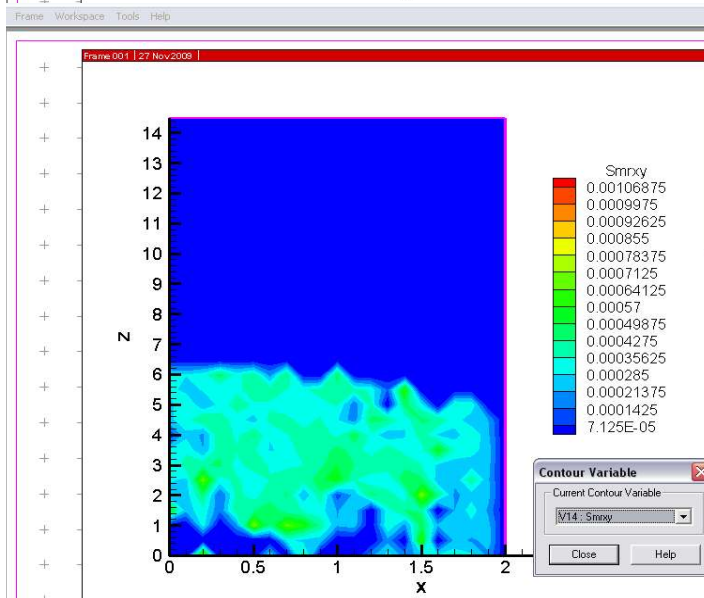 Frame Workspace Tools Help
Frame 001 | 27 Nov 2009 |
14
13
12
11
10
9
8
7
6
5
4
3
2
1
0
Z
0 0.5 1 1.5 2
X
Smrxy
0.00106875
0.0009975
0.00092625
0.000855
0.00078375
0.0007125
0.00064125
0.00057
0.00049875
0.0004275
0.00035625
0.000285
0.00021375
0.0001425
7.125E-05
Contour Variable
Current Contour Variable
V14 : Smrxy
Close Help